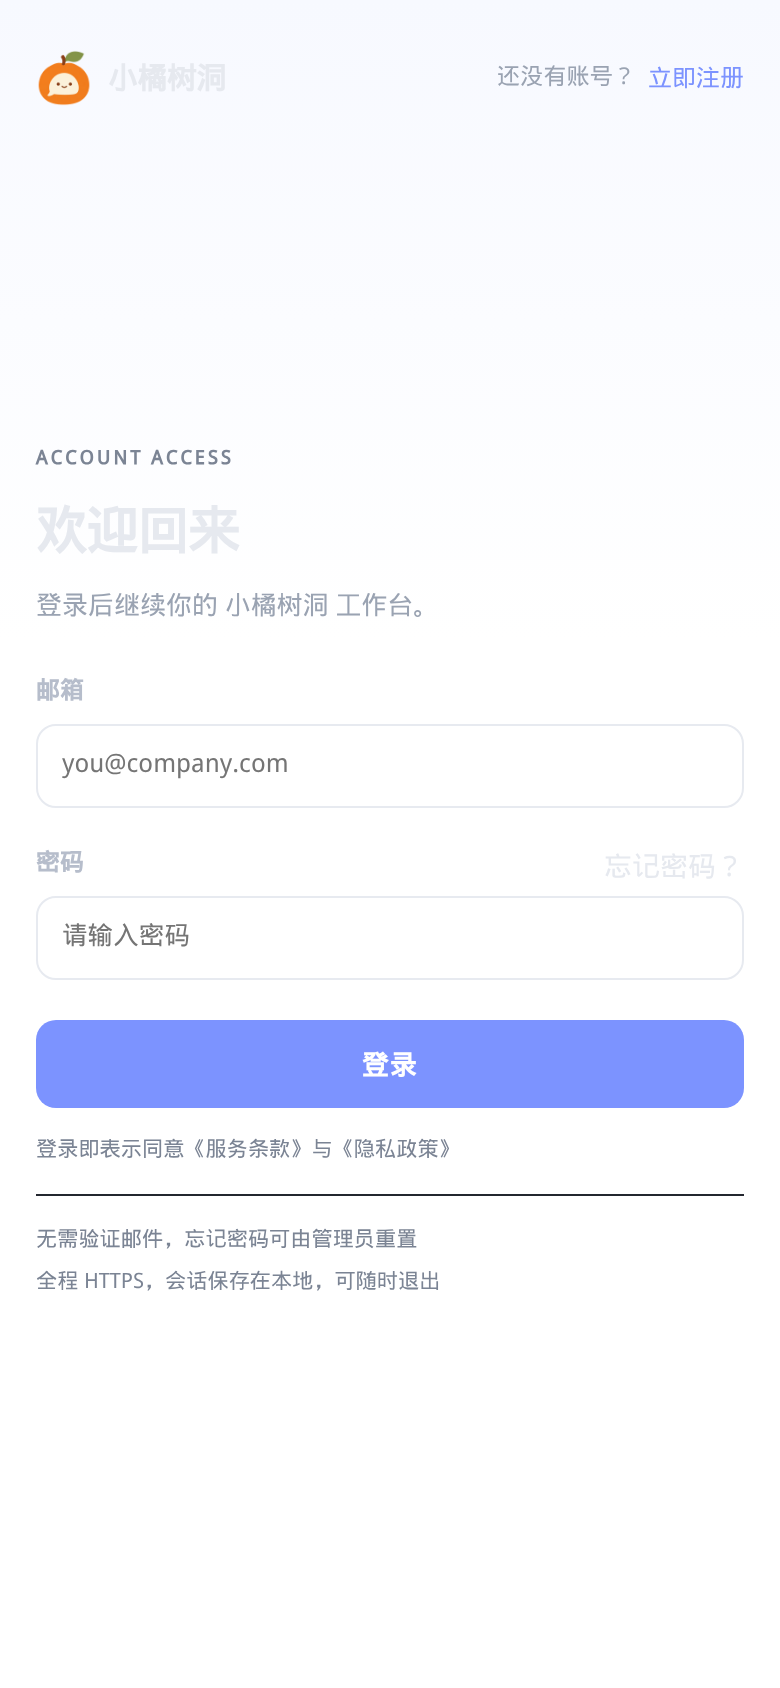 小橘树洞
还没有账号？ 立即注册
ACCOUNT ACCESS
欢迎回来
登录后继续你的 小橘树洞 工作台。
邮箱
you@company.com
密码
忘记密码？
请输入密码
登录
登录即表示同意《服务条款》与《隐私政策》
无需验证邮件，忘记密码可由管理员重置
全程 HTTPS，会话保存在本地，可随时退出